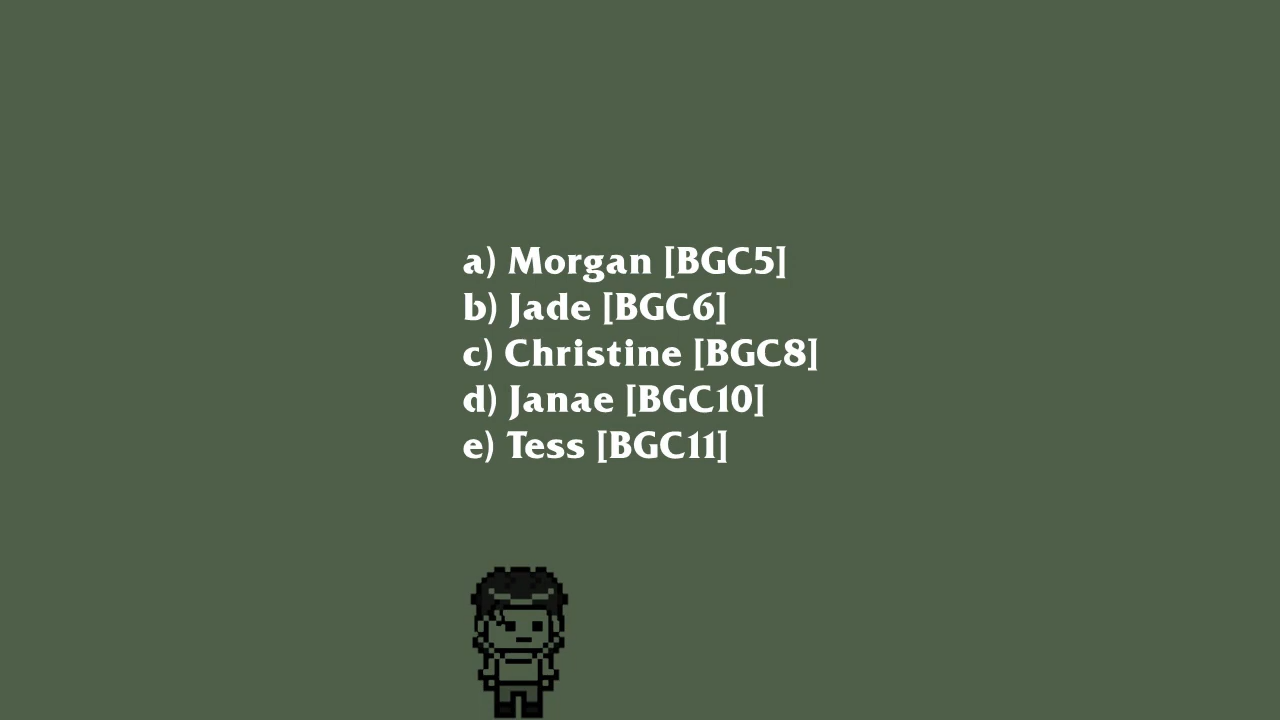 a) Morgan [BGC5]
b) Jade [BGC6]
c) Christine [BGC8]
d) Janae [BGC10]
e) Tess [BGC11]